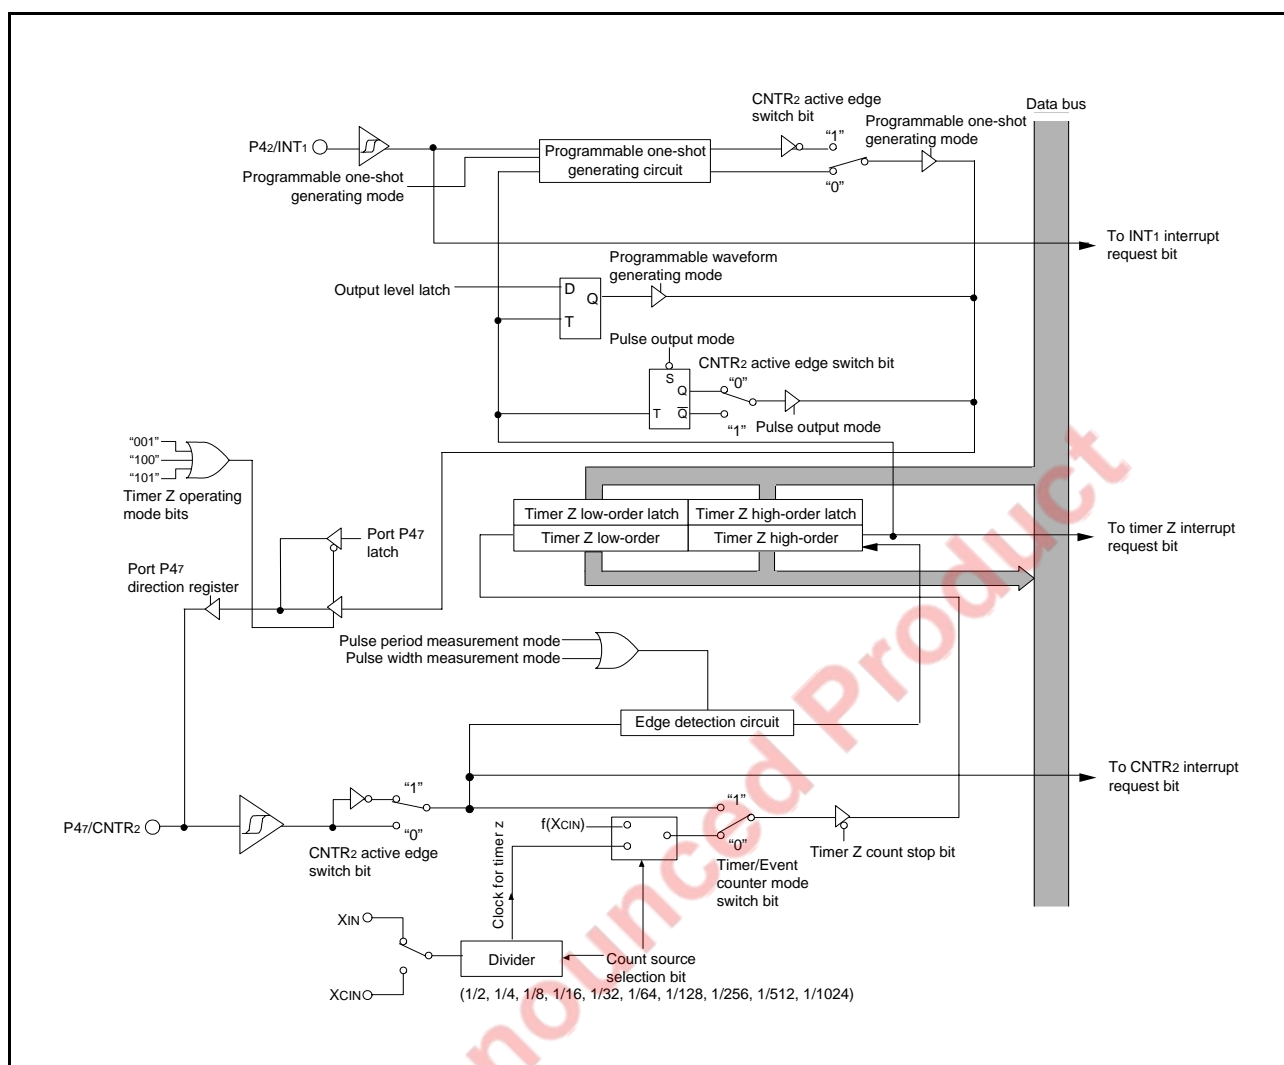 CNTR2 active edge
switch bit
Data bus
"1"
Programmable one-shot
generating mode
P42/INT1
Programmable one-shot
generating circuit
Programmable one-shot
generating mode
"0"
To INT1 interrupt
request bit
Programmable waveform
generating mode
Output level latch
D
Q
T
Pulse output mode
CNTR2 active edge switch bit
S
Q
"0"
T
Q
"1"
Pulse output mode
"001"
"100"
"101"
Timer Z operating
mode bits
Timer Z low-order latch
Timer Z high-order latch
Timer Z low-order
Timer Z high-order
To timer Z interrupt
request bit
Port P47
latch
Port P47
direction register
Pulse period measurement mode
Pulse width measurement mode
Edge detection circuit
To CNTR2 interrupt
request bit
"1"
"1"
P47/CNTR2
"0"
f(XCIN)
"0"
CNTR2 active edge
switch bit
Clock for timer z
Timer Z count stop bit
Timer/Event
counter mode
switch bit
XIN
Divider
Count source
selection bit
XCIN
(1/2, 1/4, 1/8, 1/16, 1/32, 1/64, 1/128, 1/256, 1/512, 1/1024)
nounced Product